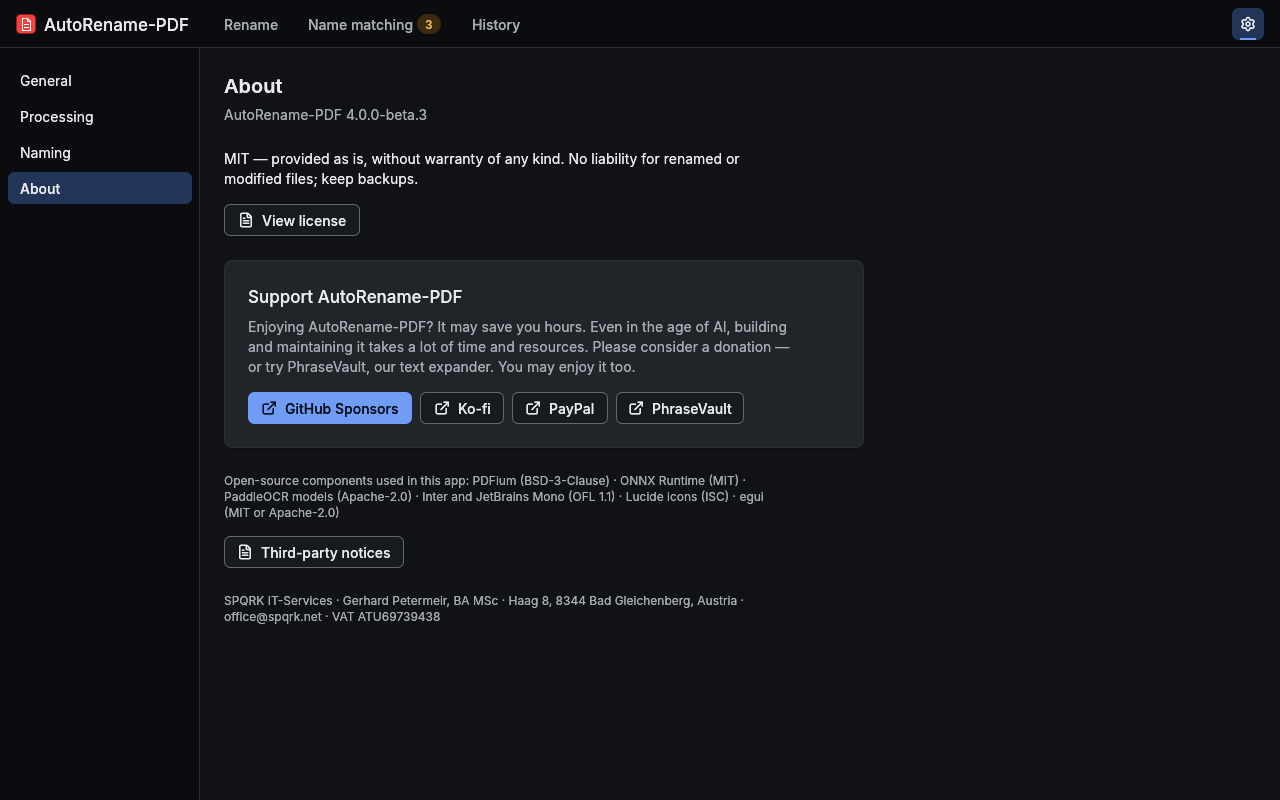 AutoRename-PDF
Rename
Name matching 3
History
General
Processing
Naming
About
About
AutoRename-PDF 4.0.0-beta.3
MIT — provided as is, without warranty of any kind. No liability for renamed or
modified files; keep backups.
View license
Support AutoRename-PDF
Enjoying AutoRename-PDF? It may save you hours. Even in the age of AI, building
and maintaining it takes a lot of time and resources. Please consider a donation —
or try PhraseVault, our text expander. You may enjoy it too.
GitHub Sponsors
Ko-fi
PayPal
PhraseVault
Open-source components used in this app: PDFium (BSD-3-Clause) · ONNX Runtime (MIT) ·
PaddleOCR models (Apache-2.0) · Inter and JetBrains Mono (OFL 1.1) · Lucide icons (ISC) · egui
(MIT or Apache-2.0)
Third-party notices
SPQRK IT-Services · Gerhard Petermeir, BA MSc · Haag 8, 8344 Bad Gleichenberg, Austria ·
office@spqrk.net · VAT ATU69739438